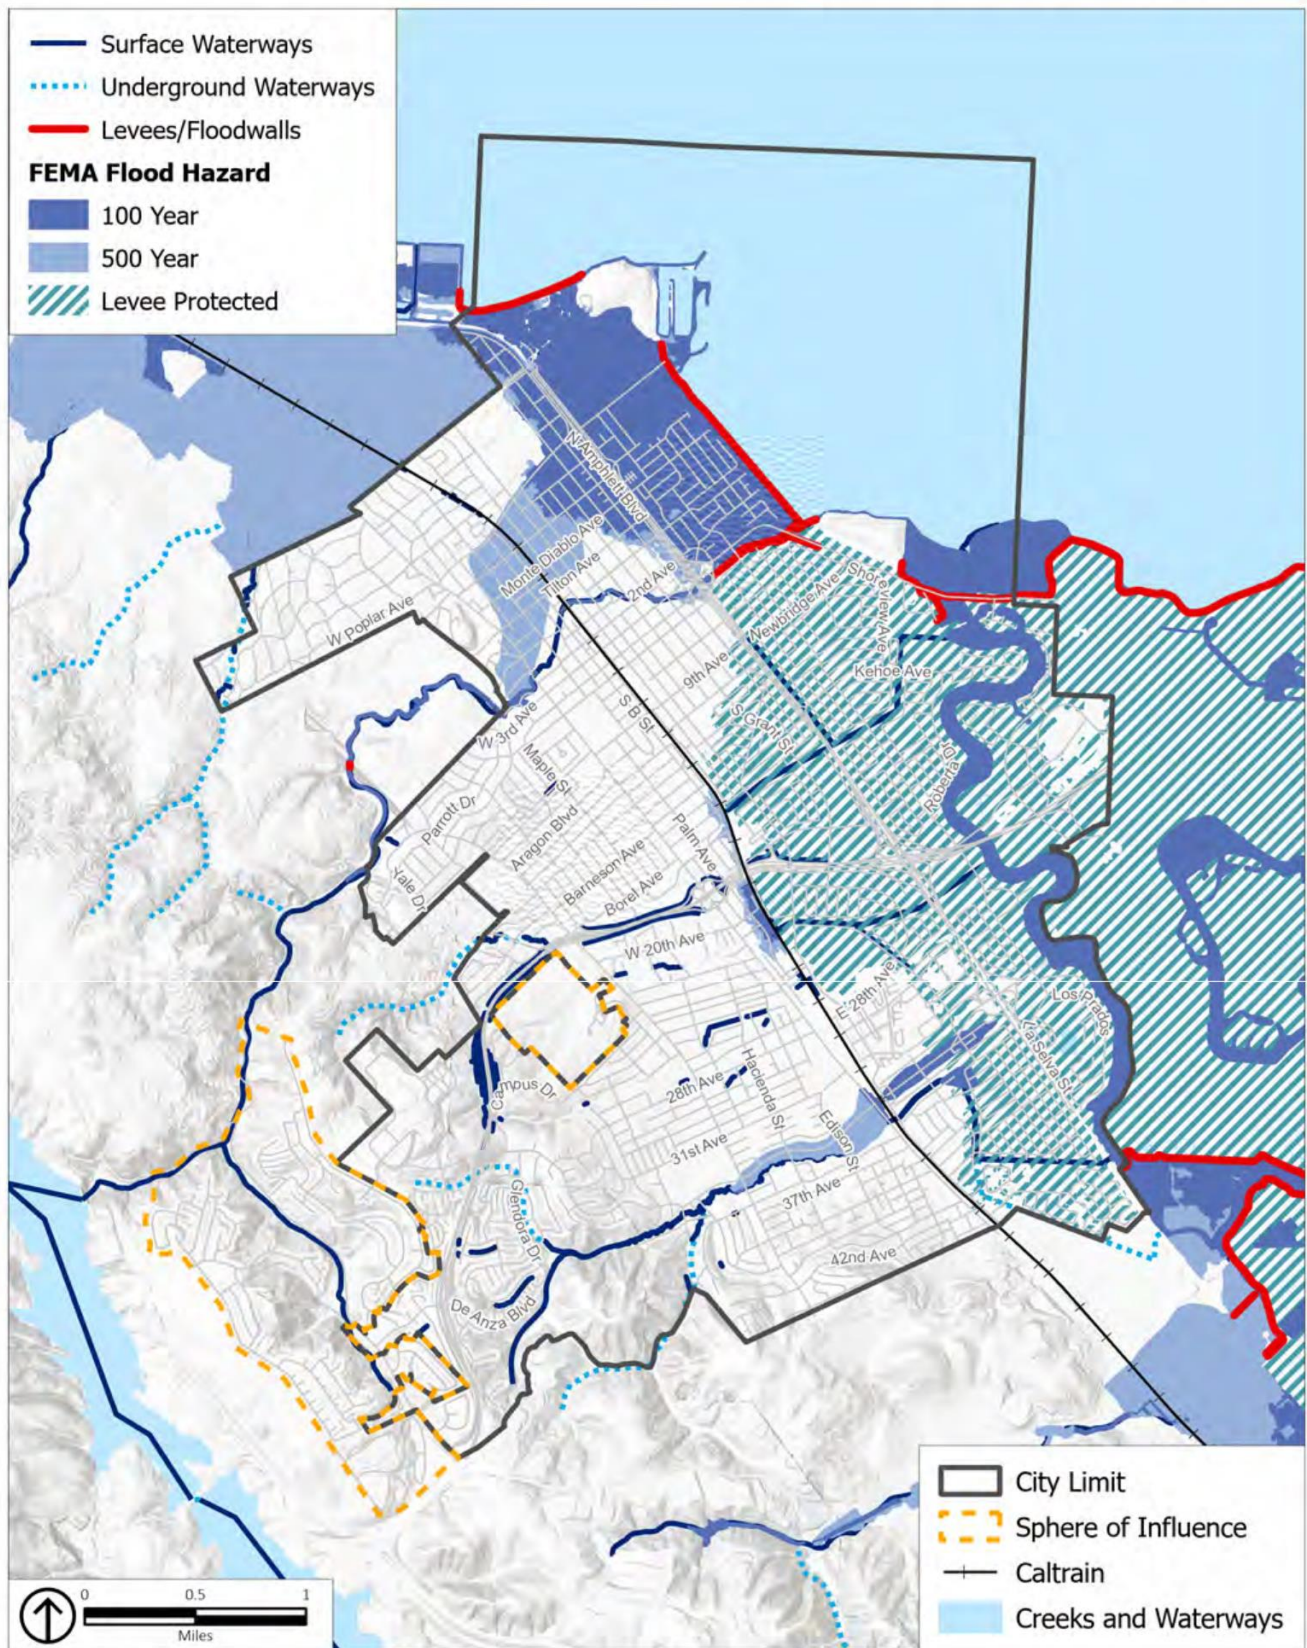 Surface Waterways
Underground Waterways
Levees/Floodwalls
FEMA Flood Hazard
100 Year
500 Year
Levee Protected
N Amphlett Blvd
Monte Diablo Ave
Tilton Ave
2nd Ave
W Poplar Ave
Shoreview Ave
Newbridge Ave
Kehoe Ave
9th Ave
S B St
S Grant St
W 3rd Ave
Maple St
Roberta Dr
Parrott Dr
Aragon Blvd
Palm Ave
Yale Dr
Barneson Ave
Borel Ave
W 20th Ave
E 28th Ave
Los Prados
La Selva St
Campus Dr
28th Ave
Hacienda St
Edison St
31st Ave
37th Ave
Glendora Dr
42nd Ave
De Anza Blvd
City Limit
Sphere of Influence
Caltrain
Creeks and Waterways
0 0.5 1
Miles